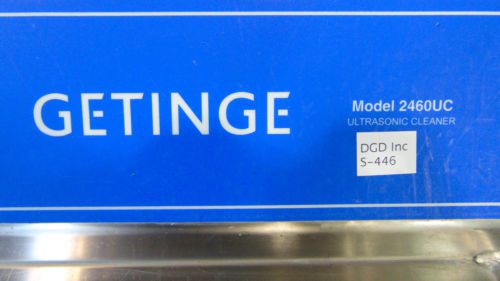 GETINGE
Model 2460UC
ULTRASONIC CLEANER
DGD Inc
S-446